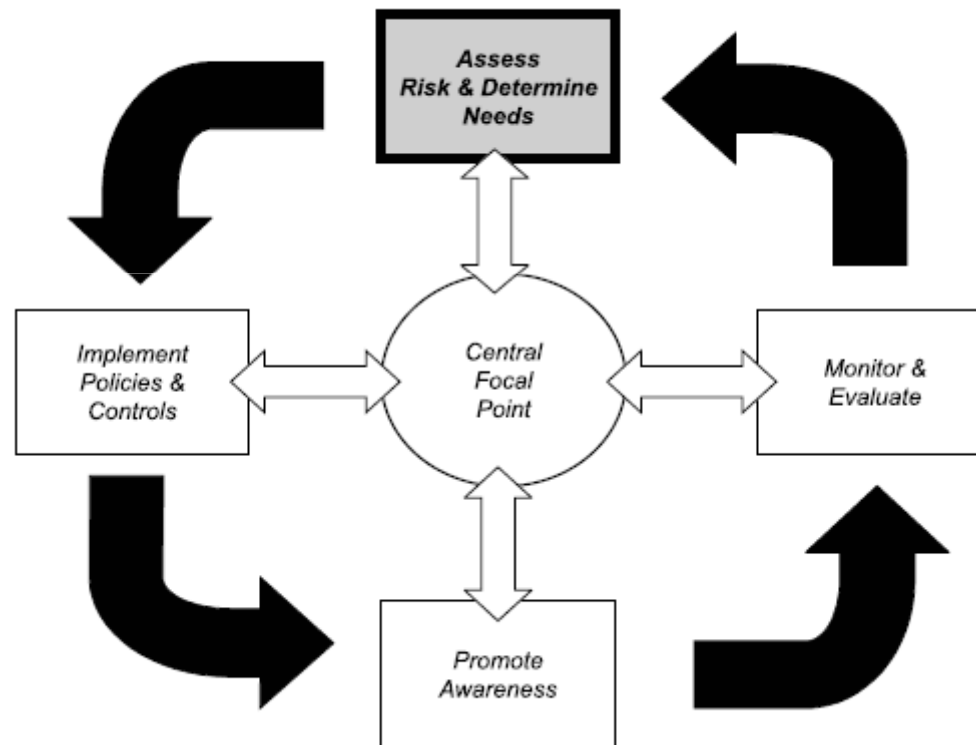 Assess
Risk & Determine
Needs
Implement
Policies &
Controls
Central
Focal
Point
Monitor &
Evaluate
Promote
Awareness